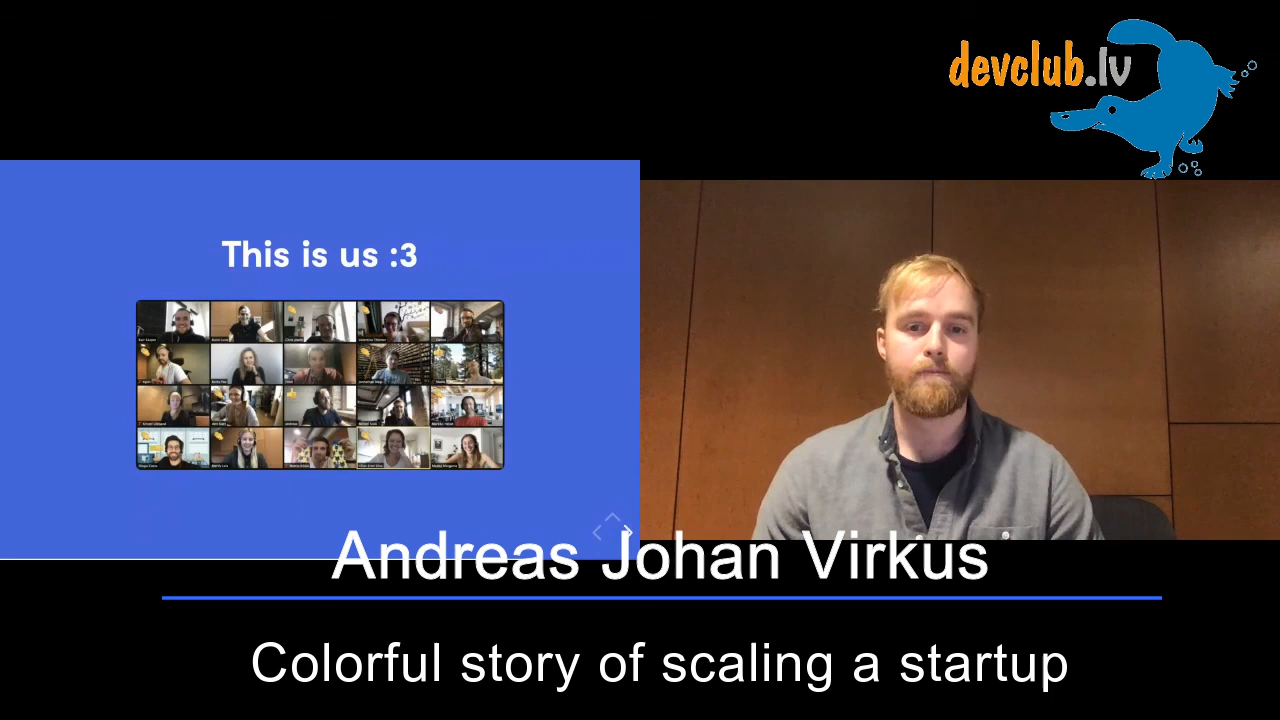 devclub.lv
This is us :3
Andreas Johan Virkus
Colorful story of scaling a startup